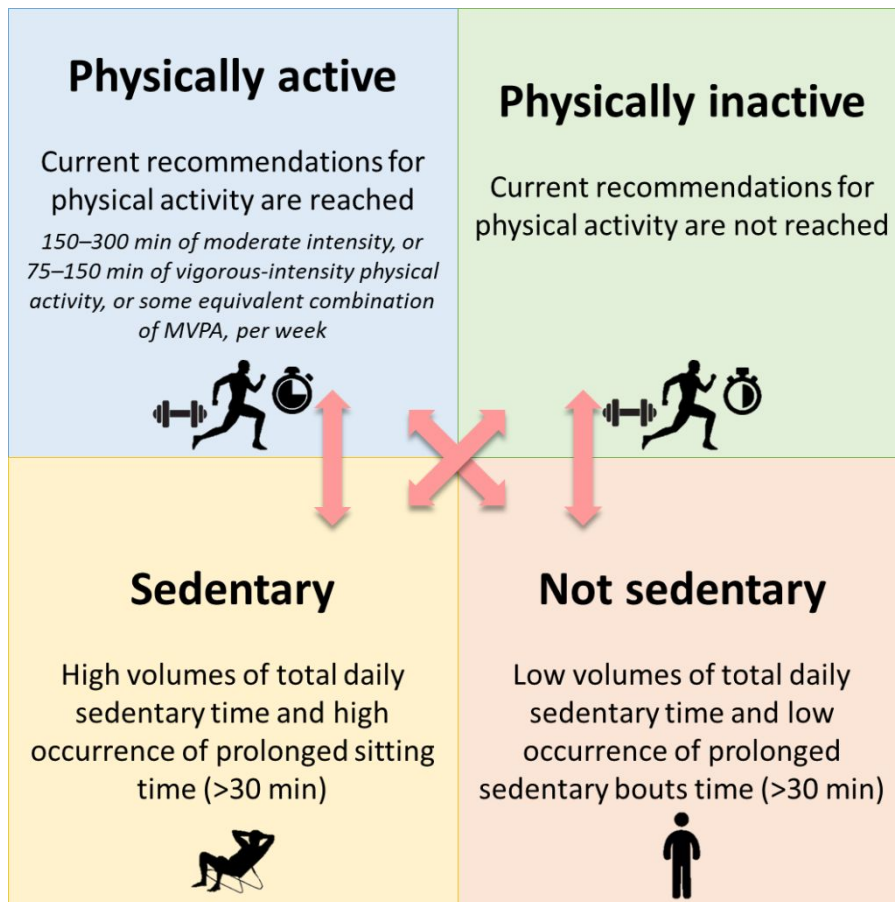 Physically active
Current recommendations for
physical activity are reached
150–300 min of moderate intensity, or
75–150 min of vigorous-intensity physical
activity, or some equivalent combination
of MVPA, per week
Physically inactive
Current recommendations for
physical activity are not reached
Sedentary
High volumes of total daily
sedentary time and high
occurrence of prolonged sitting
time (>30 min)
Not sedentary
Low volumes of total daily
sedentary time and low
occurrence of prolonged
sedentary bouts time (>30 min)